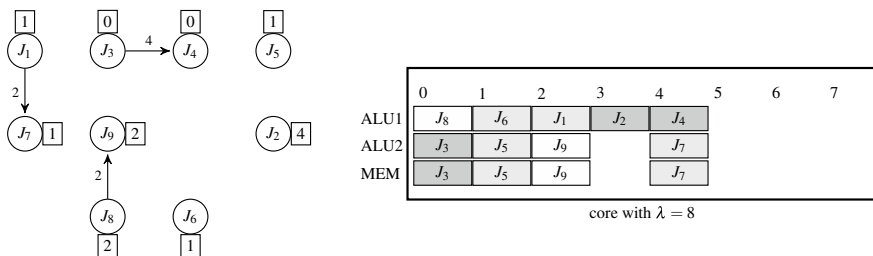 1 0 0 1
J1 J3 4 J4 J5
2 2
J7 1 J9 2 J2 4
J8 J6
2 1
0 1 2 3 4 5 6 7
ALU1 J8 J6 J1 J2 J4
ALU2 J3 J5 J9 J7
MEM J3 J5 J9 J7
core with λ = 8